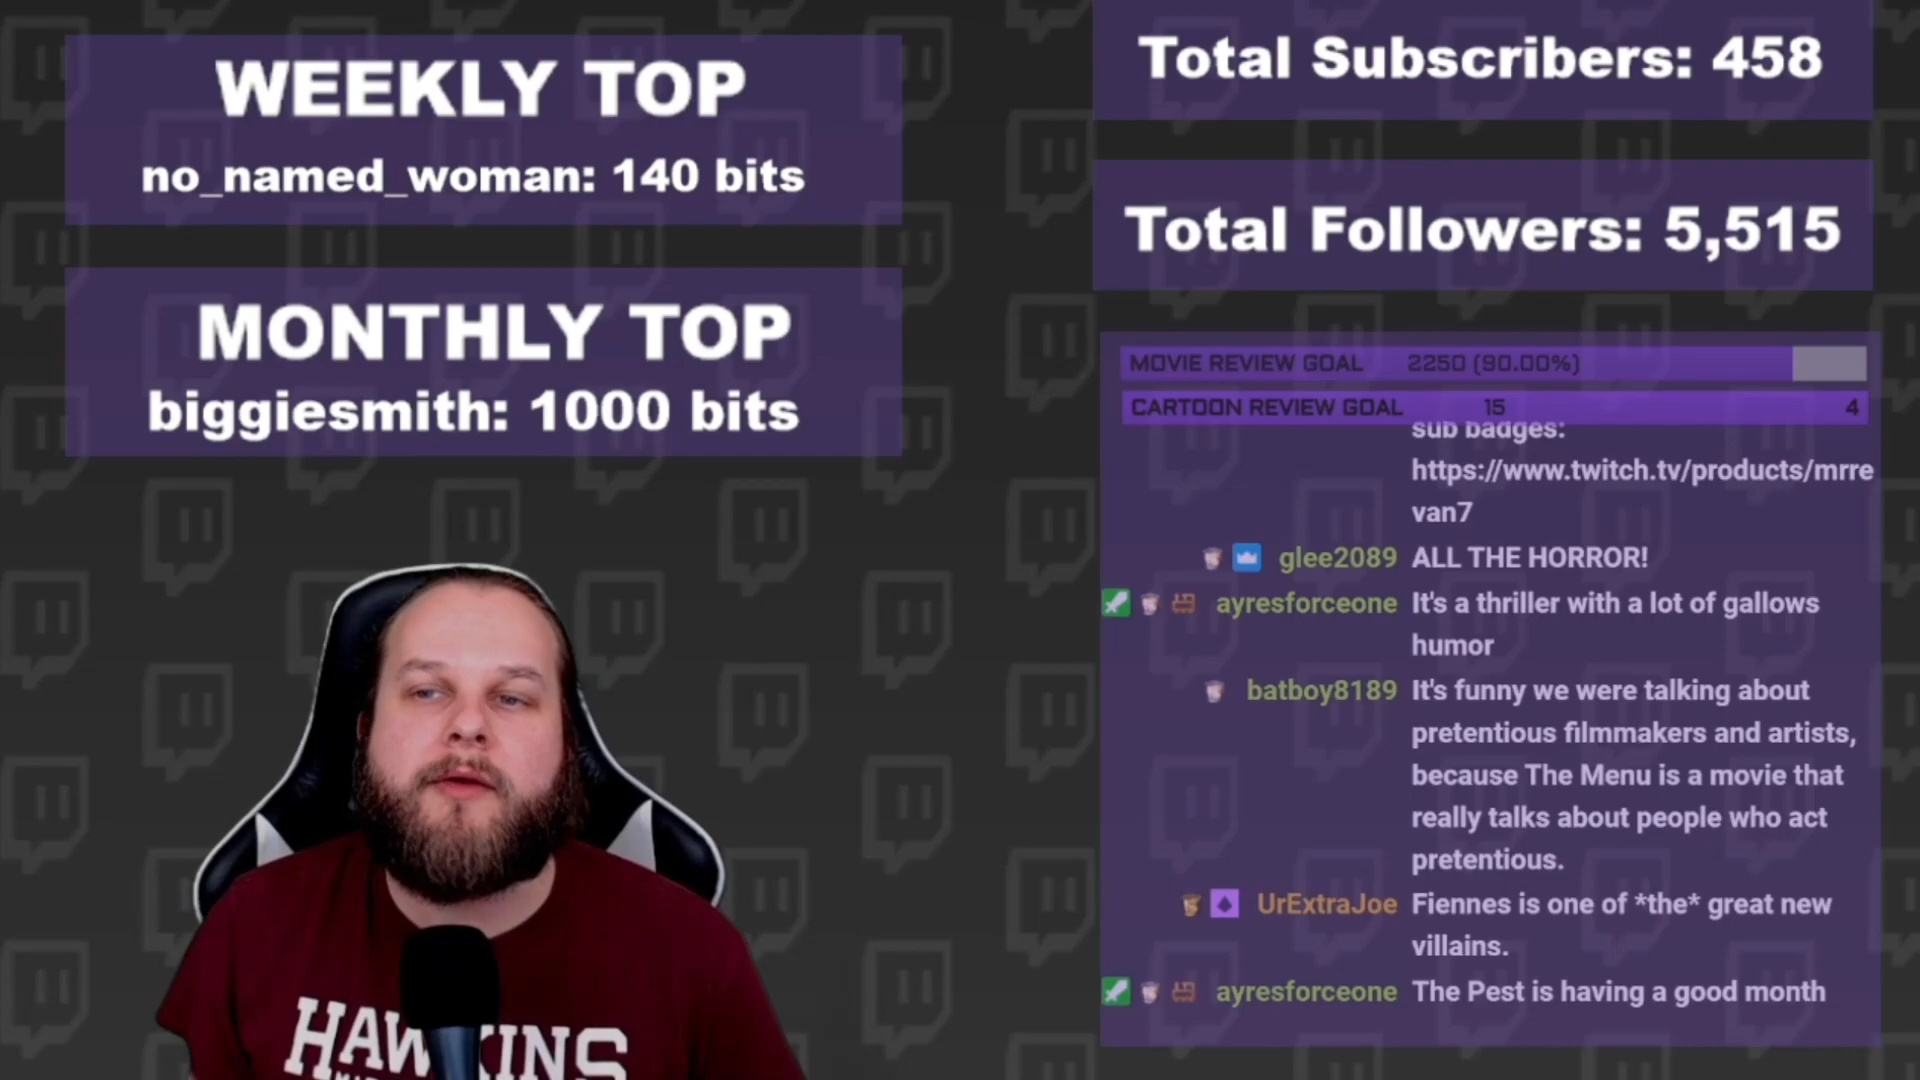 WEEKLY TOP
no_named_woman: 140 bits
MONTHLY TOP
biggiesmith: 1000 bits
Total Subscribers: 458
Total Followers: 5,515
MOVIE REVIEW GOAL 2250 (90.00%)
CARTOON REVIEW GOAL 15 4
sub badges:
https://www.twitch.tv/products/mrre
van7
glee2089 ALL THE HORROR!
ayresforceone It's a thriller with a lot of gallows
humor
batboy8189 It's funny we were talking about
pretentious filmmakers and artists,
because The Menu is a movie that
really talks about people who act
pretentious.
UrExtraJoe Fiennes is one of *the* great new
villains.
ayresforceone The Pest is having a good month
HAWKINS